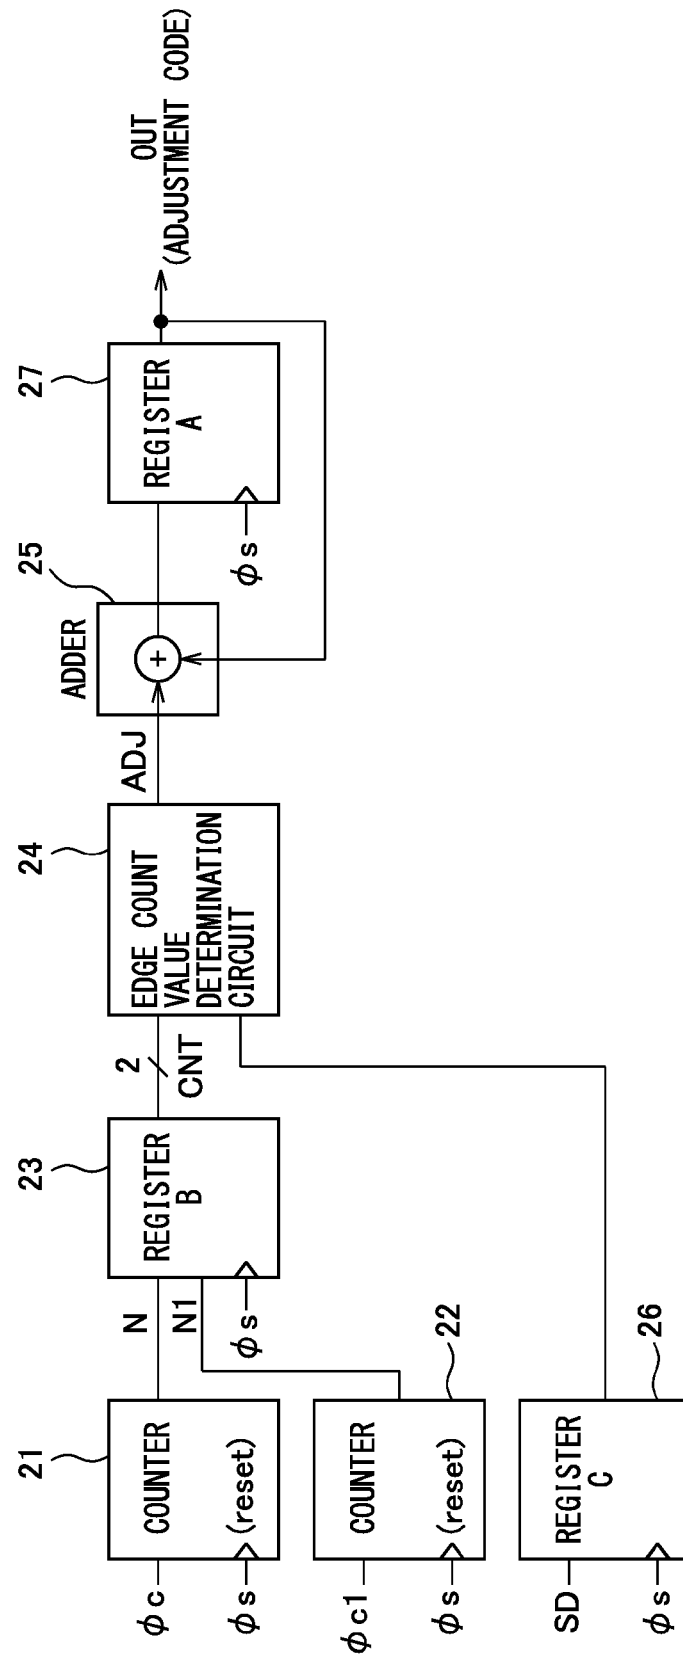 21
COUNTER
(reset)
φc
φs
N
22
COUNTER
(reset)
φc1
φs
N1
26
REGISTER
C
SD
φs
23
REGISTER
B
φs
2
CNT
24
EDGE COUNT
VALUE
DETERMINATION
CIRCUIT
ADJ
25
ADDER
+
27
REGISTER
A
φs
OUT
(ADJUSTMENT CODE)